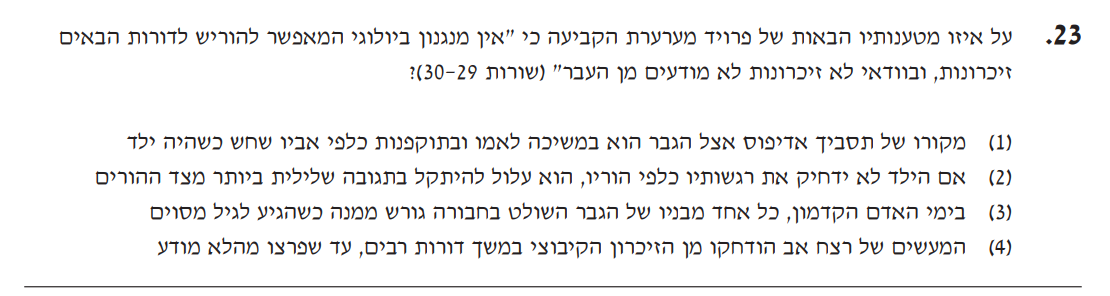 23. על איזו מטענותיו הבאות של פרויד מערערת הקביעה כי "אין מנגנון ביולוגי המאפשר להוריש לדורות הבאים
זיכרונות, ובוודאי לא זיכרונות לא מודעים מן העבר" (שורות 29-30)?
(1) מקורו של תסביך אדיפוס אצל הגבר הוא במשיכה לאמו ובתוקפנות כלפי אביו שחש כשהיה ילד
(2) אם הילד לא ידחיק את רגשותיו כלפי הוריו, הוא עלול להיתקל בתגובה שלילית ביותר מצד ההורים
(3) בימי האדם הקדמון, כל אחד מבניו של הגבר השולט בחבורה גורש ממנה כשהגיע לגיל מסוים
(4) המעשים של רצח אב הודחקו מן הזיכרון הקיבוצי במשך דורות רבים, עד שפרצו מהלא מודע